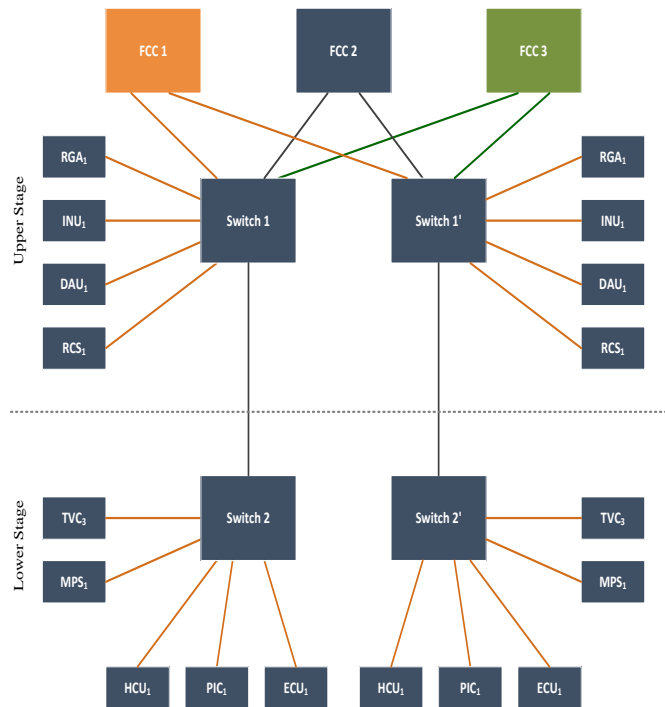 FCC 1
FCC 2
FCC 3
Upper Stage
RGA₁
INU₁
DAU₁
RCS₁
Switch 1
Switch 1'
RGA₁
INU₁
DAU₁
RCS₁
Lower Stage
TVC₃
MPS₁
Switch 2
Switch 2'
TVC₃
MPS₁
HCU₁
PIC₁
ECU₁
HCU₁
PIC₁
ECU₁